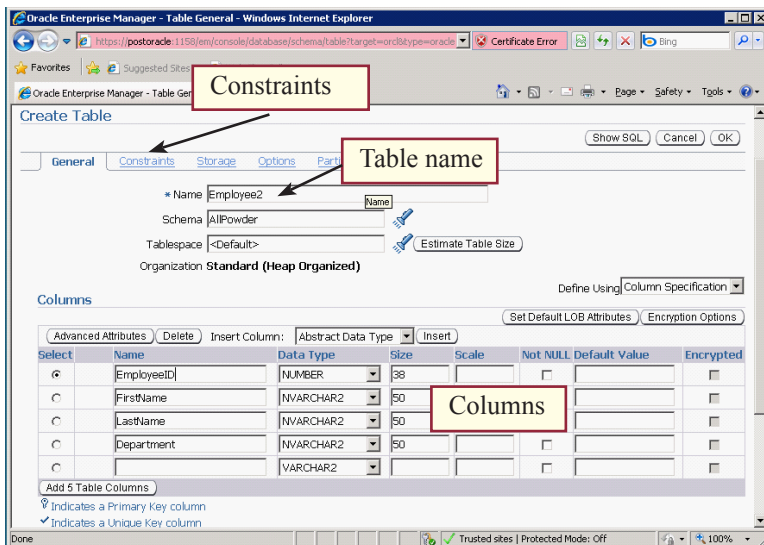 Oracle Enterprise Manager - Table General - Windows Internet Explorer
https://postoracle:1158/em/console/database/schema/table?target=orcl&type=oracle Certificate Error Bing
Favorites Suggested Sites
Oracle Enterprise Manager - Table Gen Page Safety Tools
Constraints
Create Table
Show SQL Cancel OK
General Constraints Storage Options Parti
Table name
* Name Employee2
Name
Schema AllPowder
Tablespace <Default> Estimate Table Size
Organization Standard (Heap Organized)
Define Using Column Specification
Columns
Set Default LOB Attributes Encryption Options
Advanced Attributes Delete Insert Column: Abstract Data Type Insert
Select Name Data Type Size Scale Not NULL Default Value Encrypted
EmployeeID NUMBER 38
FirstName NVARCHAR2 50
LastName NVARCHAR2 50
Columns
Department NVARCHAR2 50
VARCHAR2
Add 5 Table Columns
Indicates a Primary Key column
Indicates a Unique Key column
Done Trusted sites | Protected Mode: Off 100%